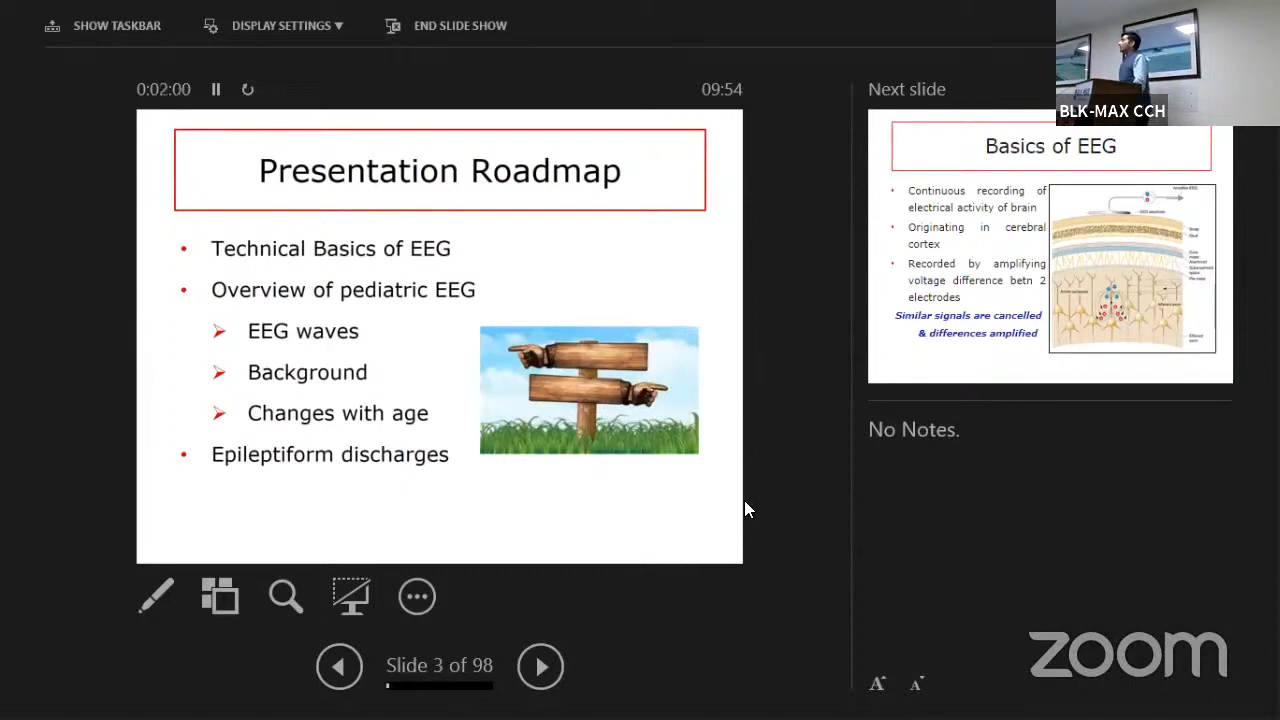 SHOW TASKBAR
DISPLAY SETTINGS ▼
END SLIDE SHOW
BLK-MAX CCH
0:02:00
09:54
Next slide
Presentation Roadmap
• Technical Basics of EEG
• Overview of pediatric EEG
➢ EEG waves
➢ Background
➢ Changes with age
• Epileptiform discharges
Basics of EEG
• Continuous recording of
electrical activity of brain
• Originating in cerebral
cortex
• Recorded by amplifying
voltage difference betn 2
electrodes
Similar signals are cancelled
& differences amplified
No Notes.
Slide 3 of 98
zoom